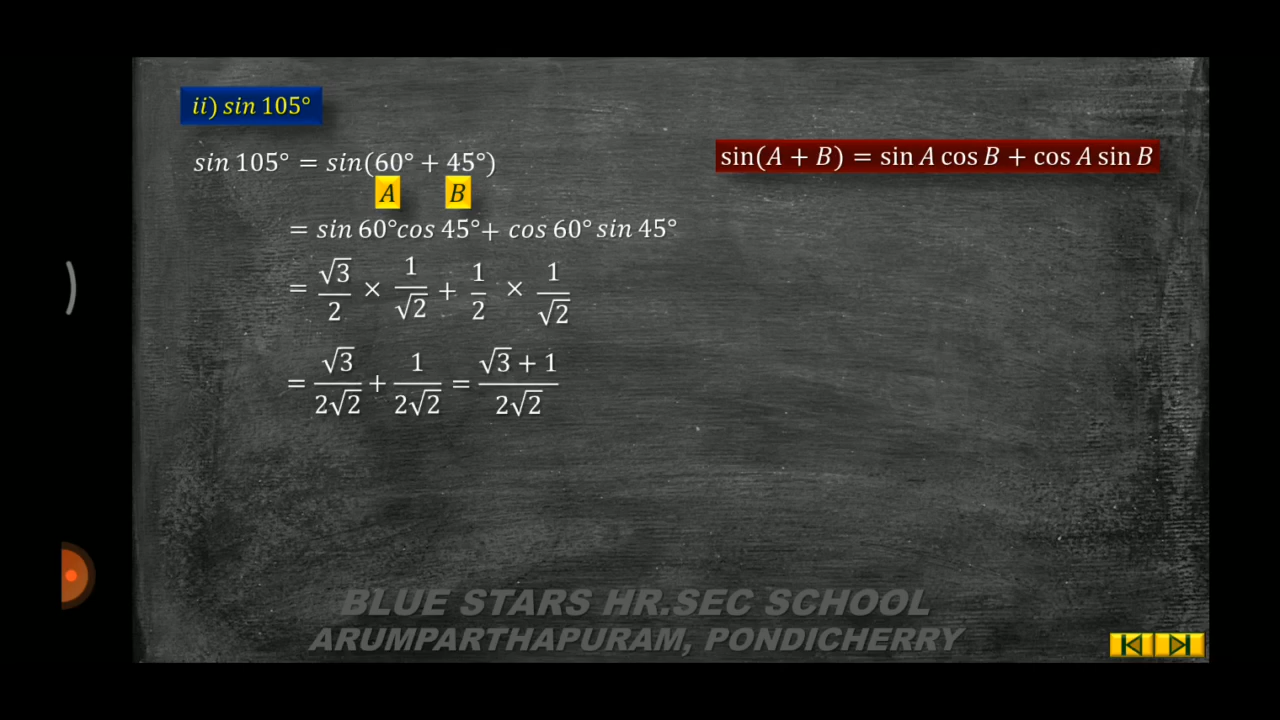 ii) sin 105°
sin 105° = sin(60° + 45°)
sin(A + B) = sin A cos B + cos A sin B
A B
= sin 60°cos 45°+ cos 60° sin 45°
= √3/2 × 1/√2 + 1/2 × 1/√2
= √3/2√2 + 1/2√2 = √3 + 1/2√2
BLUE STARS HR.SEC SCHOOL
ARUMPARTHAPURAM, PONDICHERRY